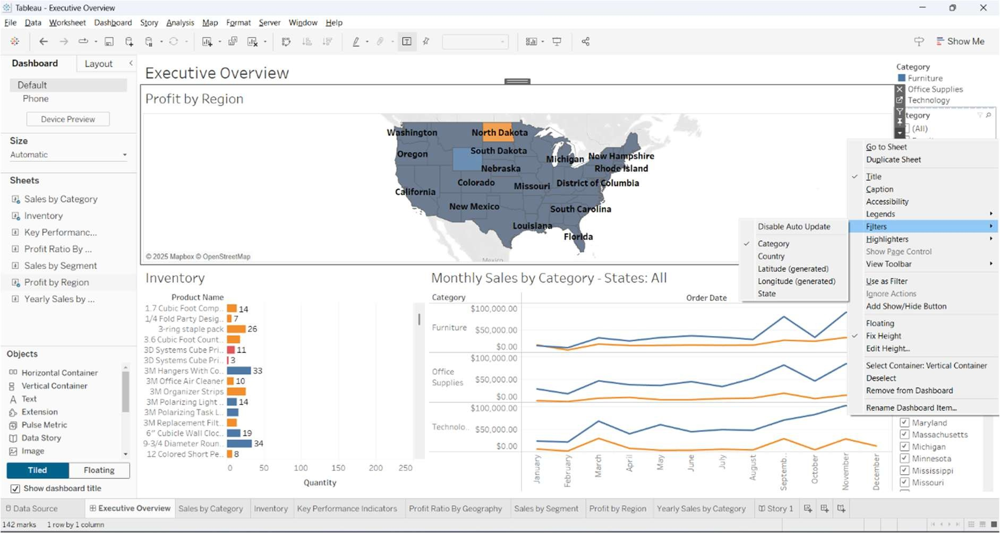 Tableau - Executive Overview
File Data Worksheet Dashboard Story Analysis Map Format Server Window Help
Show Me
Dashboard Layout
Default
Phone
Device Preview
Size
Automatic
Sheets
Sales by Category
Inventory
Key Performanc...
Profit Ratio By ...
Sales by Segment
Profit by Region
Yearly Sales by ...
Objects
Horizontal Container
Vertical Container
Text
Extension
Pulse Metric
Data Story
Image
Tiled Floating
Show dashboard title
Executive Overview
Profit by Region
Washington
North Dakota
Oregon
South Dakota
Michigan
New Hampshire
Nebraska
Rhode Island
Colorado
Missouri
District of Columbia
California
New Mexico
South Carolina
Louisiana
Florida
Mexico
© 2025 Mapbox © OpenStreetMap
Inventory
Product Name
1.7 Cubic Foot Comp.. 14
1/4 Fold Party Desig.. 7
3-ring staple pack 26
3.6 Cubic Foot Count..
3D Systems Cube Pri.. 11
3D Systems Cube Pri.. 3
3M Hangers With Co.. 33
3M Office Air Cleaner 10
3M Organizer Strips
3M Polarizing Light .. 14
3M Polarizing Task L..
3M Replacement Filt..
6" Cubicle Wall Cloc.. 19
9-3/4 Diameter Roun.. 34
12 Colored Short Pe.. 8
0 50 100 150 200 250
Quantity
Monthly Sales by Category - States: All
Category
Order Date
Furniture
$100,000.00
$50,000.00
$0.00
Office
Supplies
$100,000.00
$50,000.00
$0.00
Technolo..
$100,000.00
$50,000.00
$0.00
January
February
March
April
May
June
July
August
Septemb..
October
November
December
Category
Furniture
Office Supplies
Technology
tegory
(All)
Go to Sheet
Duplicate Sheet
Title
Caption
Accessibility
Legends
Filters
Highlighters
Show Page Control
View Toolbar
Use as Filter
Ignore Actions
Add Show/Hide Button
Floating
Fix Height
Edit Height...
Select Container: Vertical Container
Deselect
Remove from Dashboard
Rename Dashboard Item...
Disable Auto Update
Category
Country
Latitude (generated)
Longitude (generated)
State
Maryland
Massachusetts
Michigan
Minnesota
Mississippi
Missouri
Data Source Executive Overview Sales by Category Inventory Key Performance Indicators Profit Ratio By Geography Sales by Segment Profit by Region Yearly Sales by Category Story 1
142 marks 1 row by 1 column